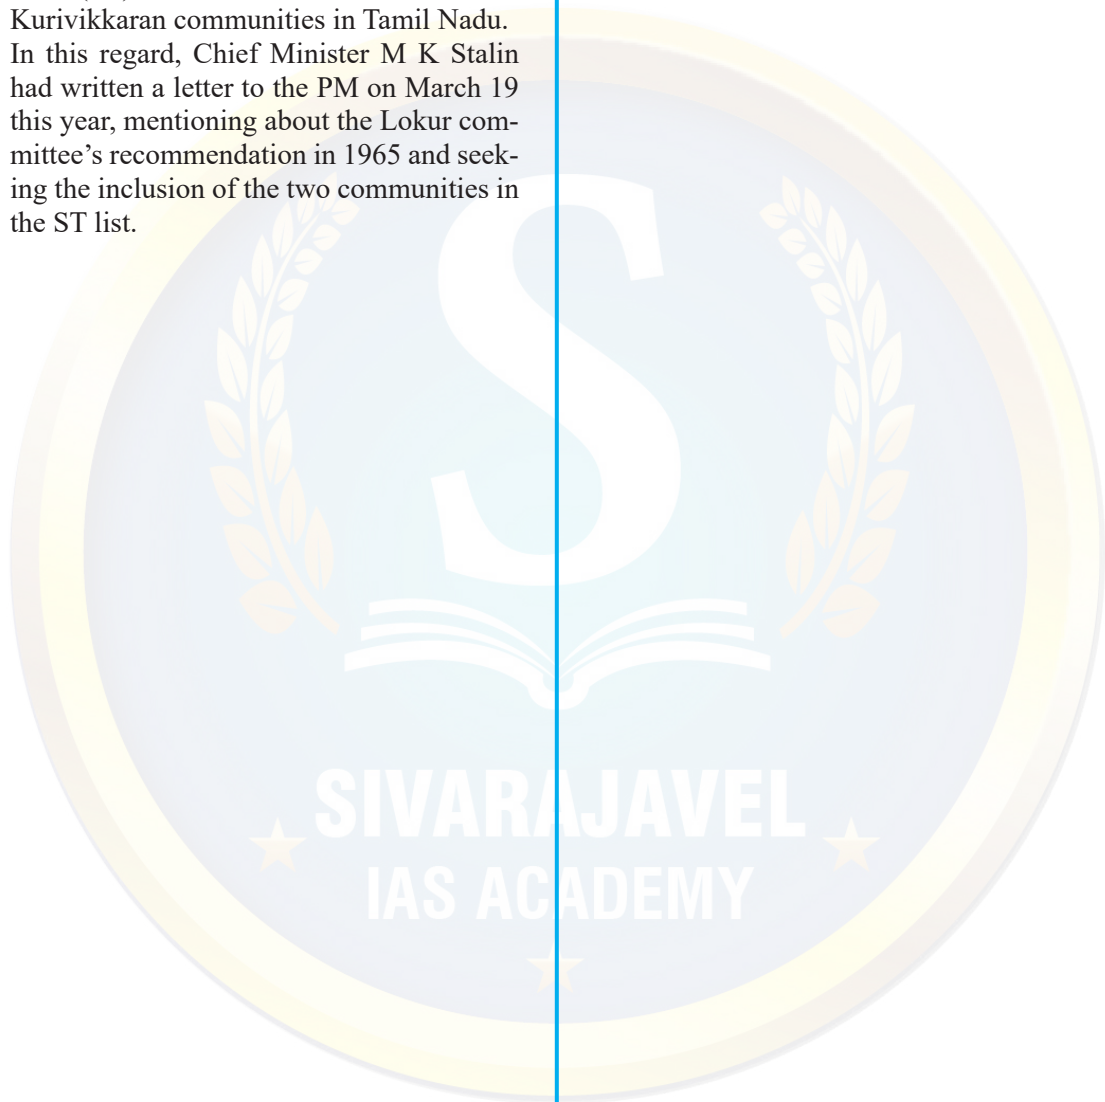 Kurivikkaran communities in Tamil Nadu.
In this regard, Chief Minister M K Stalin
had written a letter to the PM on March 19
this year, mentioning about the Lokur com-
mittee’s recommendation in 1965 and seek-
ing the inclusion of the two communities in
the ST list.
S
SIVARAJAVEL
IAS ACADEMY